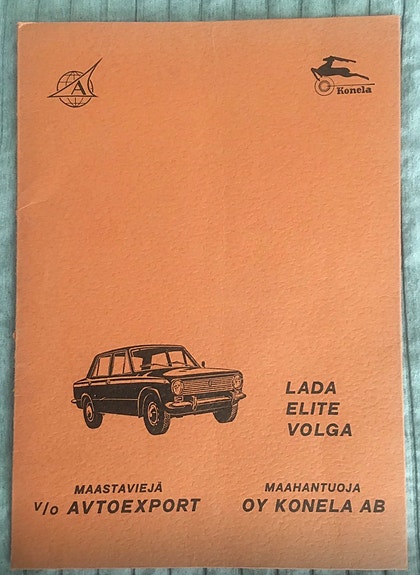 A
Konela
LADA
ELITE
VOLGA
MAASTAVIEJÄ
V/O AVTOEXPORT
MAAHANTUOJA
OY KONELA AB